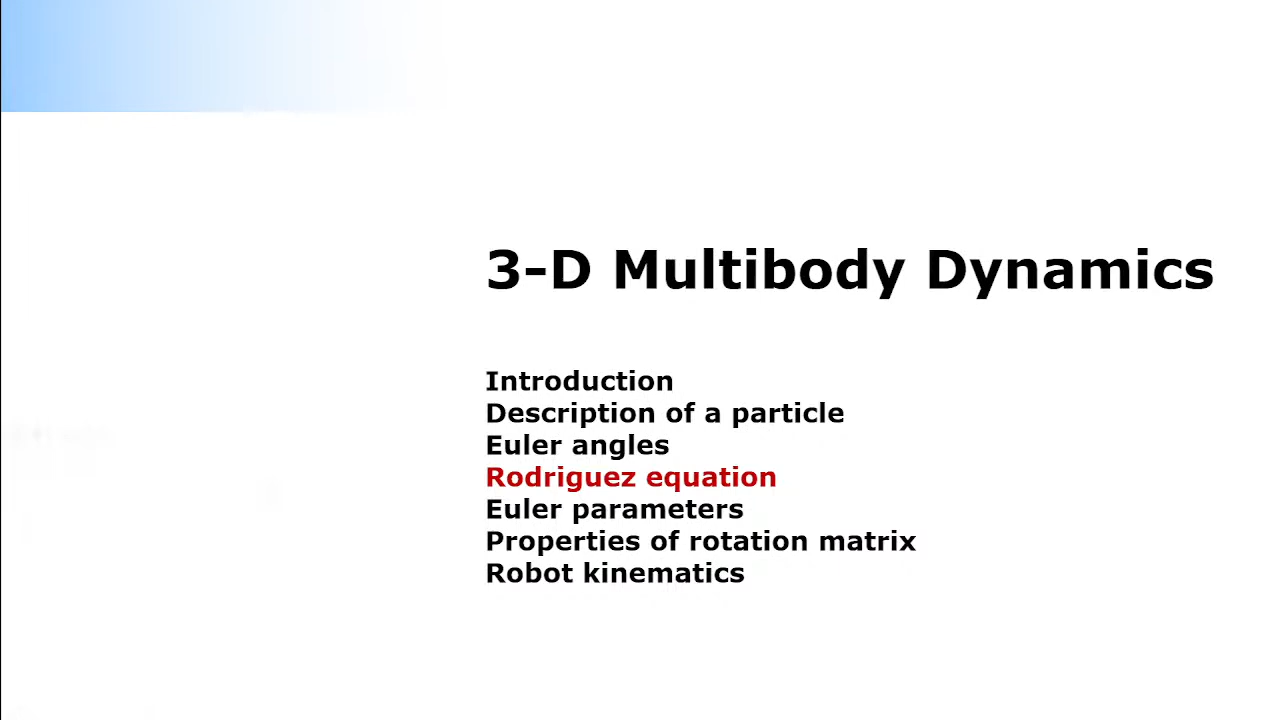 3-D Multibody Dynamics
Introduction
Description of a particle
Euler angles
Rodriguez equation
Euler parameters
Properties of rotation matrix
Robot kinematics